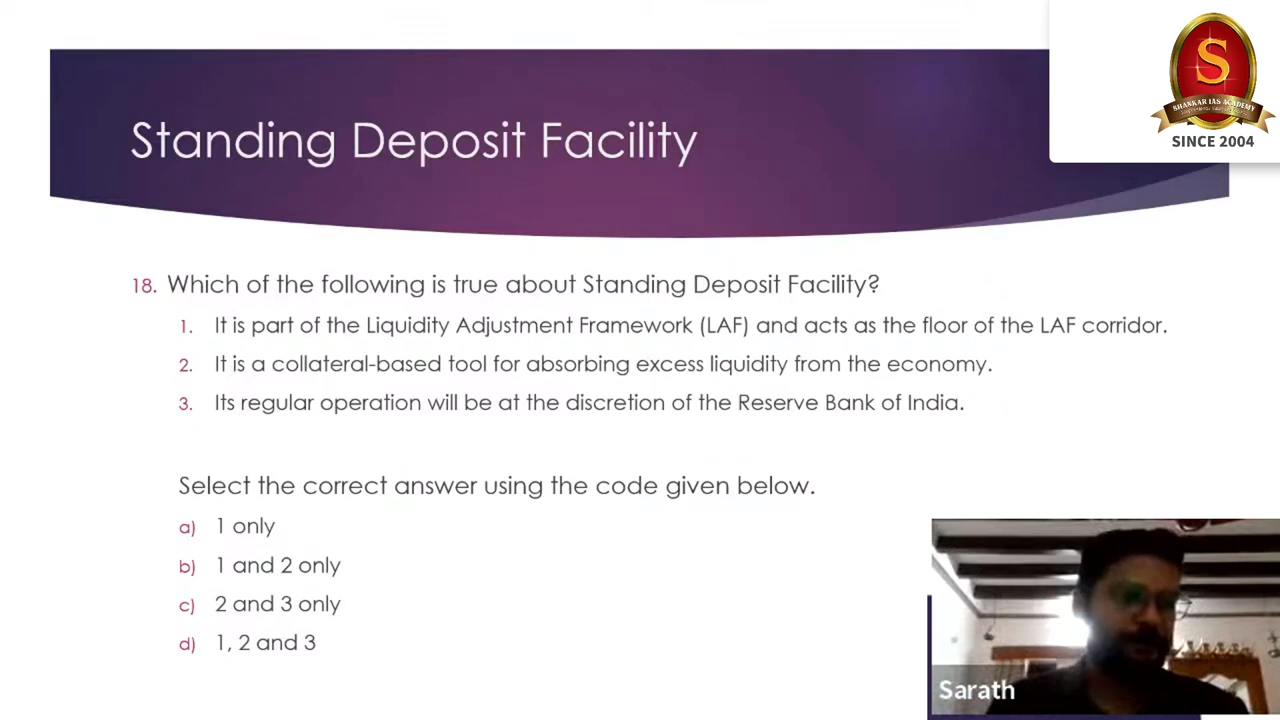 S
SHANKAR IAS ACADEMY
SINCE 2004
Standing Deposit Facility
18. Which of the following is true about Standing Deposit Facility?
1. It is part of the Liquidity Adjustment Framework (LAF) and acts as the floor of the LAF corridor.
2. It is a collateral-based tool for absorbing excess liquidity from the economy.
3. Its regular operation will be at the discretion of the Reserve Bank of India.
Select the correct answer using the code given below.
a) 1 only
b) 1 and 2 only
c) 2 and 3 only
d) 1, 2 and 3
Sarath